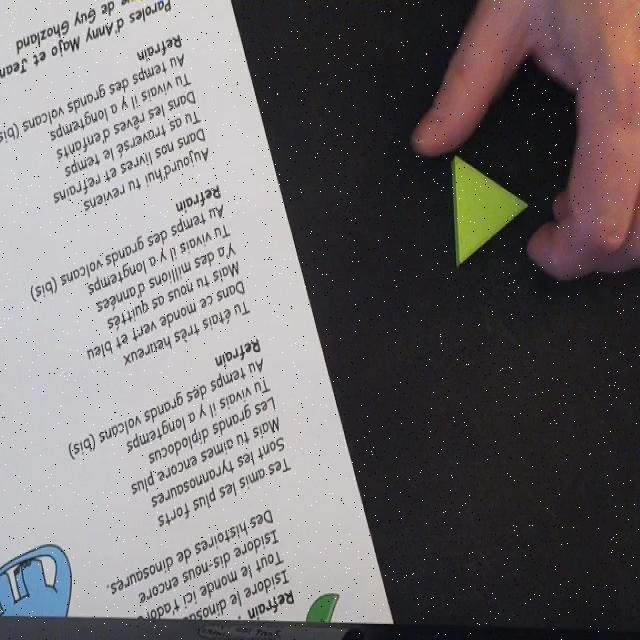 Refrain
Isidore le dinosau
Tout le monde ici t'ador
Isidore dis-nous encore
Des histoires de dinosaures.
Tes amis les plus forts
Sont les tyrannosaures
Mais tu aimes encore plus
Les grands diplodocus
Tu vivais il y a longtemps
Au temps des grands volcans (bis)
Refrain
Tu étais très heureux
Dans ce monde vert et bleu
Mais tu nous as quittés
Y a des millions d'années
Tu vivais il y a longtemps
Au temps des grands volcans (bis)
Refrain
Aujourd'hui tu reviens
Dans nos livres et refrains
Tu as traversé le temps
Dans les rêves d'enfants
Tu vivais il y a longtemps
Au temps des grands volcans (bis)
Refrain
Paroles d'Anny Majo et Jean
de Guy Ghozland